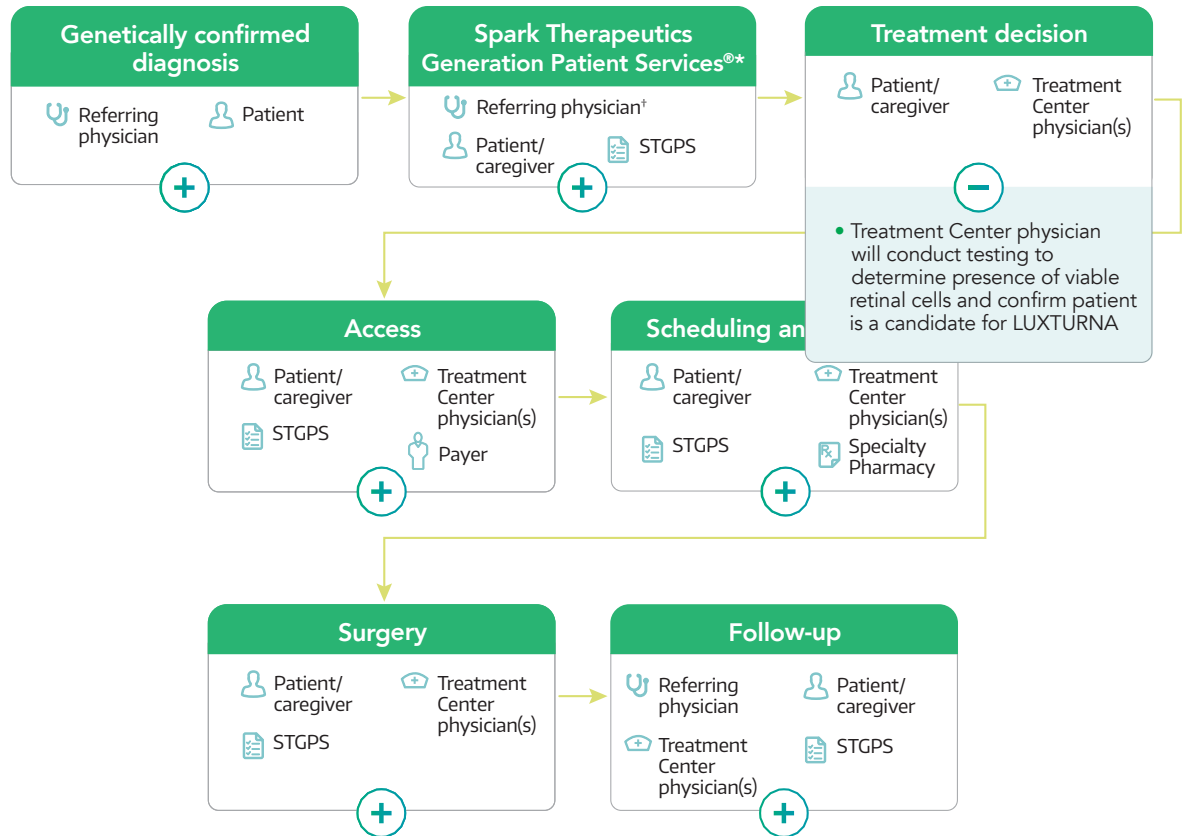 Genetically confirmed
diagnosis
Referring
physician
Patient
Spark Therapeutics
Generation Patient Services®*
Referring physician†
Patient/
caregiver
STGPS
Treatment decision
Patient/
caregiver
Treatment
Center
physician(s)
• Treatment Center physician
will conduct testing to
determine presence of viable
retinal cells and confirm patient
is a candidate for LUXTURNA
Access
Patient/
caregiver
STGPS
Treatment
Center
physician(s)
Payer
Scheduling an
Patient/
caregiver
STGPS
Treatment
Center
physician(s)
Rx
Specialty
Pharmacy
Surgery
Patient/
caregiver
STGPS
Treatment
Center
physician(s)
Follow-up
Referring
physician
Treatment
Center
physician(s)
Patient/
caregiver
STGPS